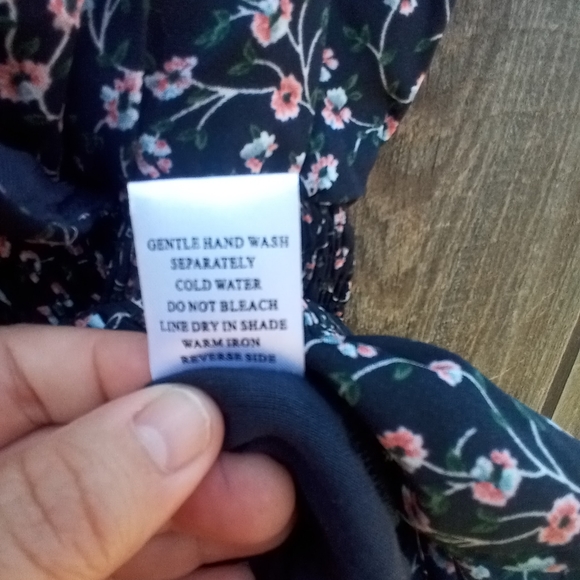 GENTLE HAND WASH
SEPARATELY
COLD WATER
DO NOT BLEACH
LINE DRY IN SHADE
WARM IRON
REVERSE SIDE